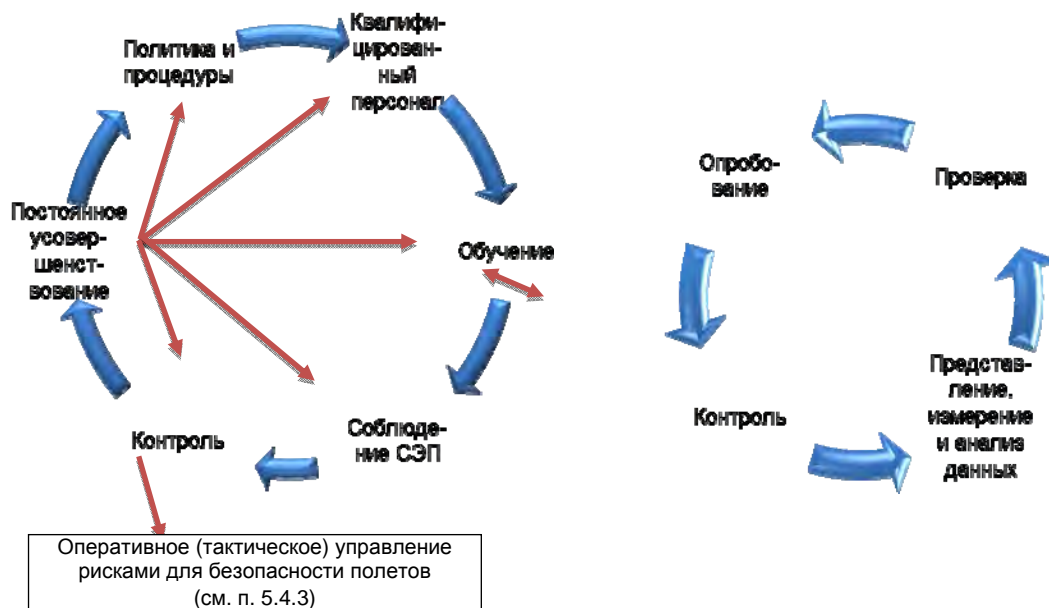 Квалифи-
цирован-
ный
персонал
Политика и
процедуры
Постоянное
усовер-
шенст-
вование
Обучение
Соблюде-
ние СЭП
Контроль
Оперативное (тактическое) управление
рисками для безопасности полетов
(см. п. 5.4.3)
Опробо-
вание
Проверка
Контроль
Представ-
ление,
измерение
и анализ
данных